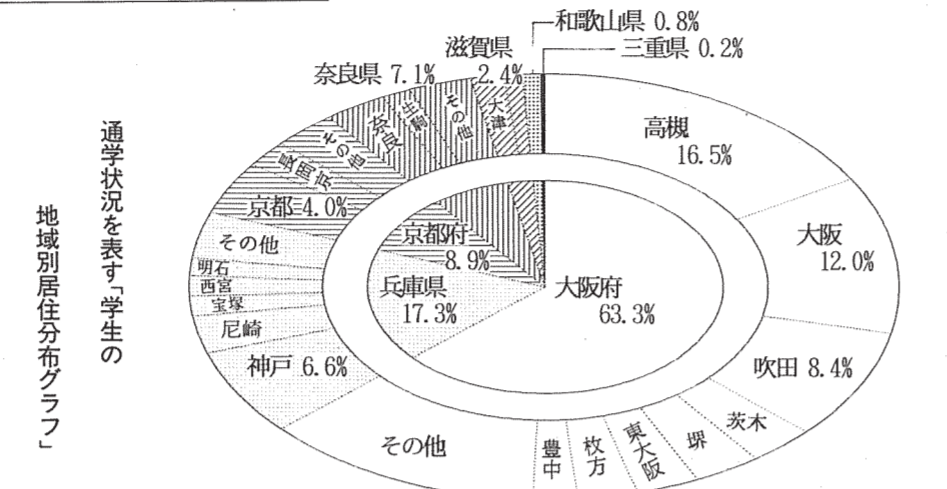 通学状況を表す「学生の
地域別居住分布グラフ」
和歌山県 0.8%
三重県 0.2%
滋賀県
2.4%
奈良県 7.1%
大津
その他
生駒
奈良
その他
長岡京
京都 4.0%
その他
明石
西宮
宝塚
尼崎
神戸 6.6%
その他
豊中
枚方
東大阪
堺
茨木
吹田 8.4%
大阪
12.0%
高槻
16.5%
京都府
8.9%
兵庫県
17.3%
大阪府
63.3%